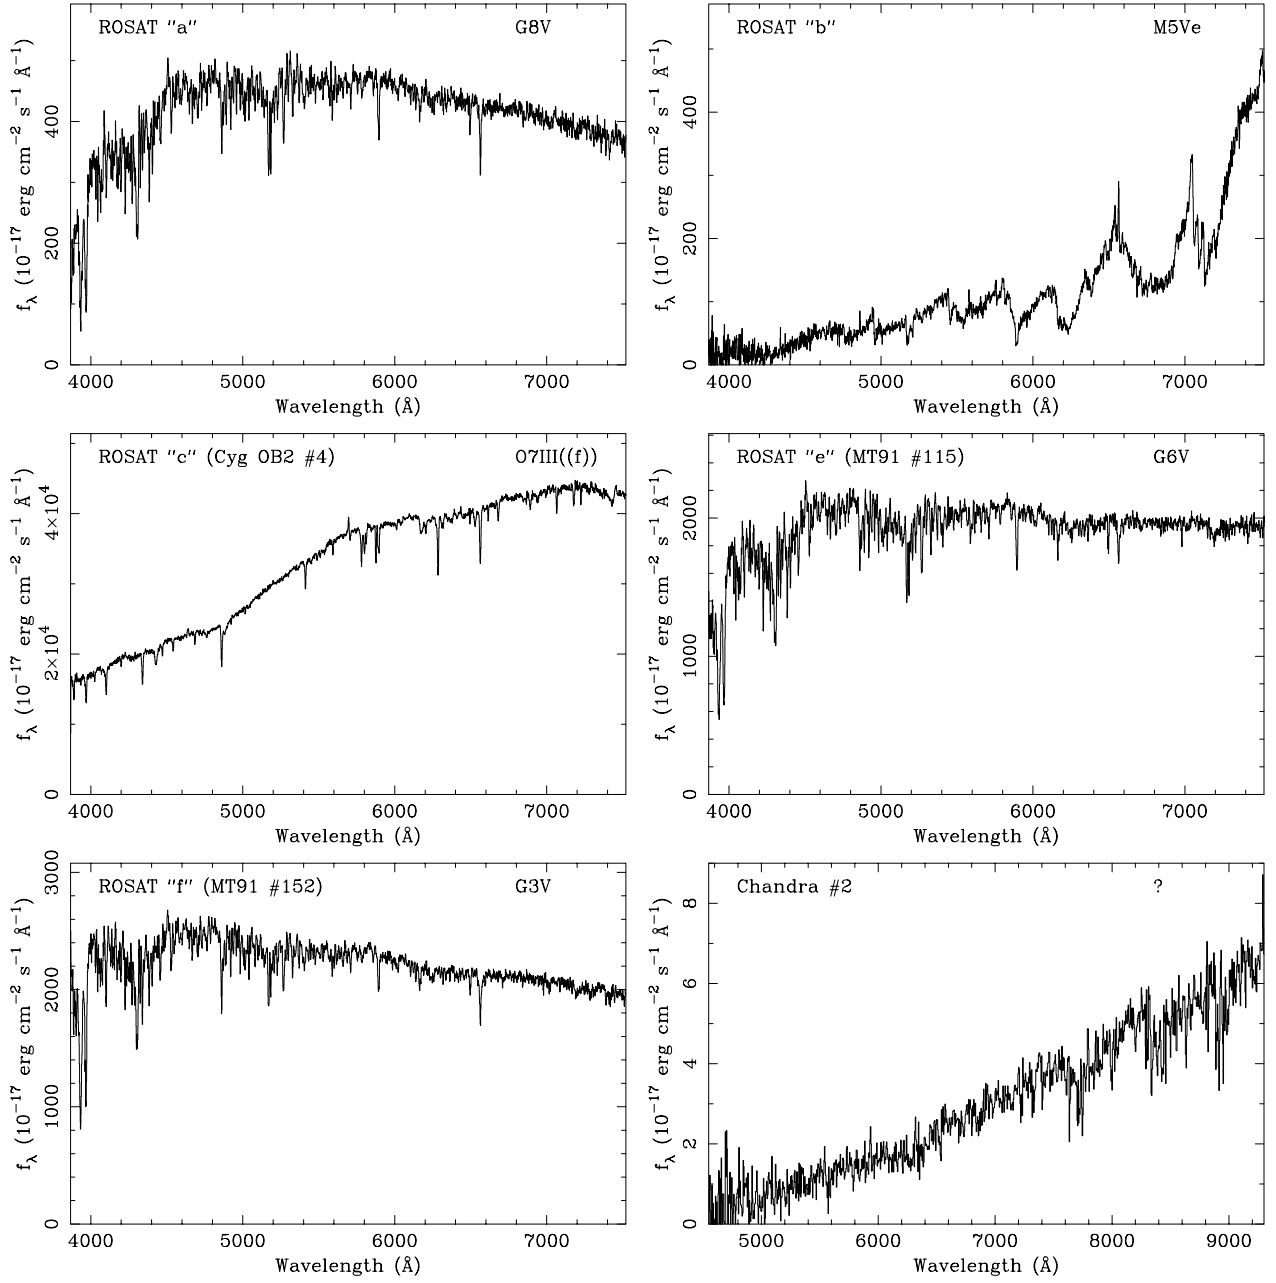 ROSAT "a" G8V
400
200
0
f_λ (10^−17 erg cm^−2 s^−1 Å^−1)
4000 5000 6000 7000
Wavelength (Å)
ROSAT "b" M5Ve
400
200
0
f_λ (10^−17 erg cm^−2 s^−1 Å^−1)
4000 5000 6000 7000
Wavelength (Å)
ROSAT "c" (Cyg OB2 #4) O7III((f))
4×10^4
2×10^4
0
f_λ (10^−17 erg cm^−2 s^−1 Å^−1)
4000 5000 6000 7000
Wavelength (Å)
ROSAT "e" (MT91 #115) G6V
2000
1000
0
f_λ (10^−17 erg cm^−2 s^−1 Å^−1)
4000 5000 6000 7000
Wavelength (Å)
ROSAT "f" (MT91 #152) G3V
3000
2000
1000
0
f_λ (10^−17 erg cm^−2 s^−1 Å^−1)
4000 5000 6000 7000
Wavelength (Å)
Chandra #2 ?
8
6
4
2
0
f_λ (10^−17 erg cm^−2 s^−1 Å^−1)
5000 6000 7000 8000 9000
Wavelength (Å)